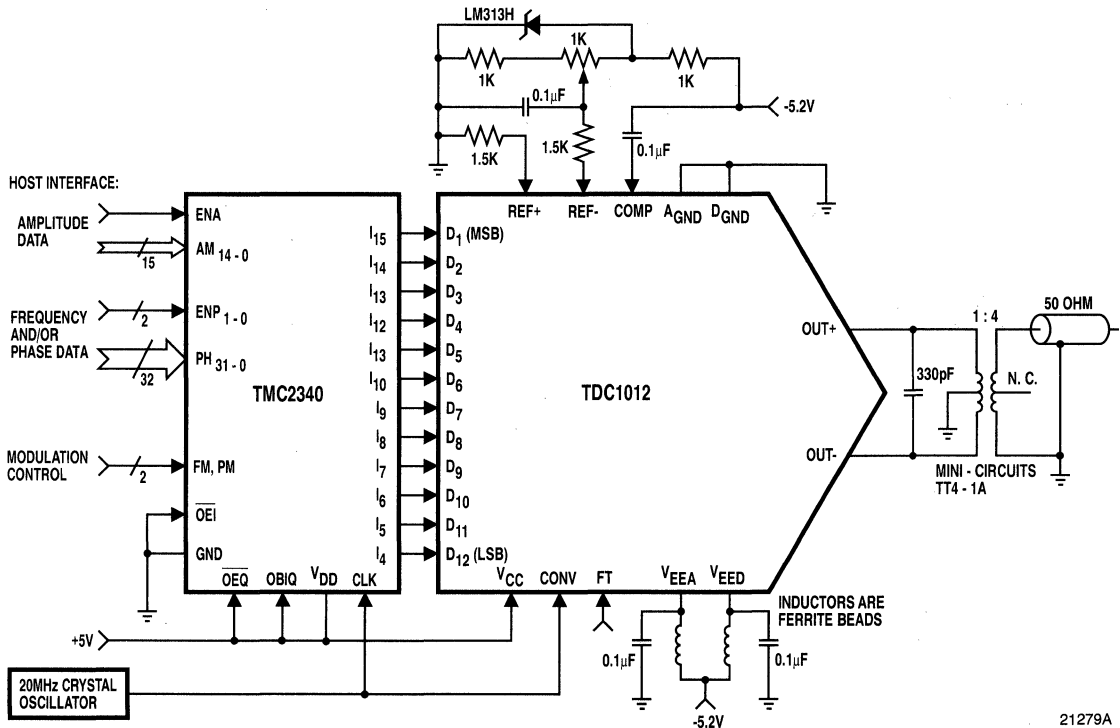 LM313H
1K
1K
1K
0.1µF
-5.2V
1.5K
1.5K
0.1µF
HOST INTERFACE:
AMPLITUDE
DATA
15
FREQUENCY
AND/OR
PHASE DATA
2
32
MODULATION
CONTROL
2
ENA
AM 14 - 0
ENP 1 - 0
PH 31 - 0
FM, PM
OEI
GND
OEQ
OBIQ
VDD
CLK
TMC2340
I15
I14
I13
I12
I13
I10
I9
I8
I7
I6
I5
I4
REF+
REF-
COMP
AGND
DGND
D1 (MSB)
D2
D3
D4
D5
D6
D7
D8
D9
D10
D11
D12 (LSB)
TDC1012
VCC
CONV
FT
VEEA
VEED
OUT+
OUT-
330pF
1 : 4
N. C.
50 OHM
MINI - CIRCUITS
TT4 - 1A
INDUCTORS ARE
FERRITE BEADS
0.1µF
0.1µF
-5.2V
+5V
20MHz CRYSTAL
OSCILLATOR
21279A